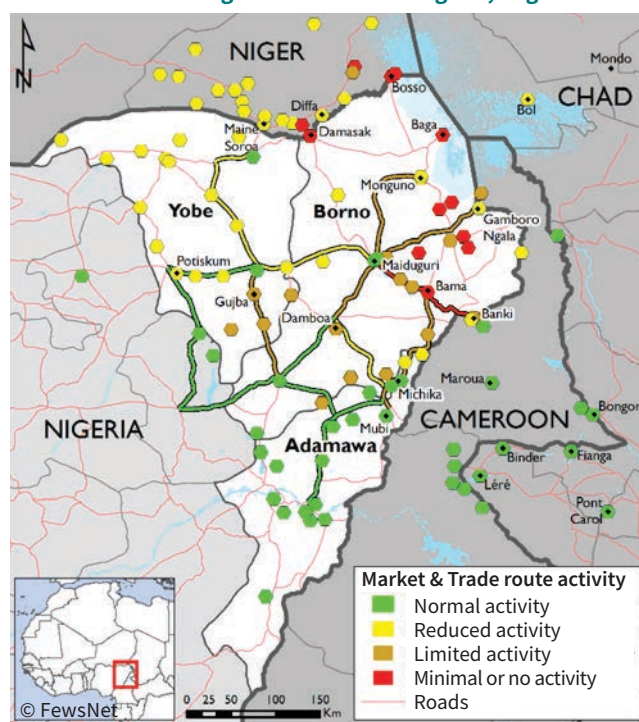 N
NIGER
Mondo
CHAD
Bosso
Bol
Diffa
Maine
Soroa
Damasak
Baga
Monguno
Yobe
Borno
Gamboro
Ngala
Potiskum
Maiduguri
Bama
Gujba
Damboa
Banki
Michika
Maroua
Mubi
CAMEROON
Bongor
NIGERIA
Adamawa
Binder
Fianga
Léré
Pont
Carol
Market & Trade route activity
Normal activity
Reduced activity
Limited activity
Minimal or no activity
Roads
© FewsNet
0 25 50 100 150
Km